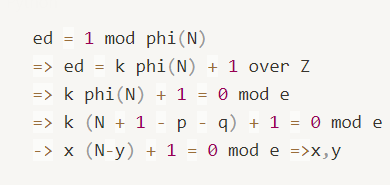 ed = 1 mod phi(N)
=> ed = k phi(N) + 1 over Z
=> k phi(N) + 1 = 0 mod e
=> k (N + 1 - p - q) + 1 = 0 mod e
-> x (N-y) + 1 = 0 mod e =>x,y